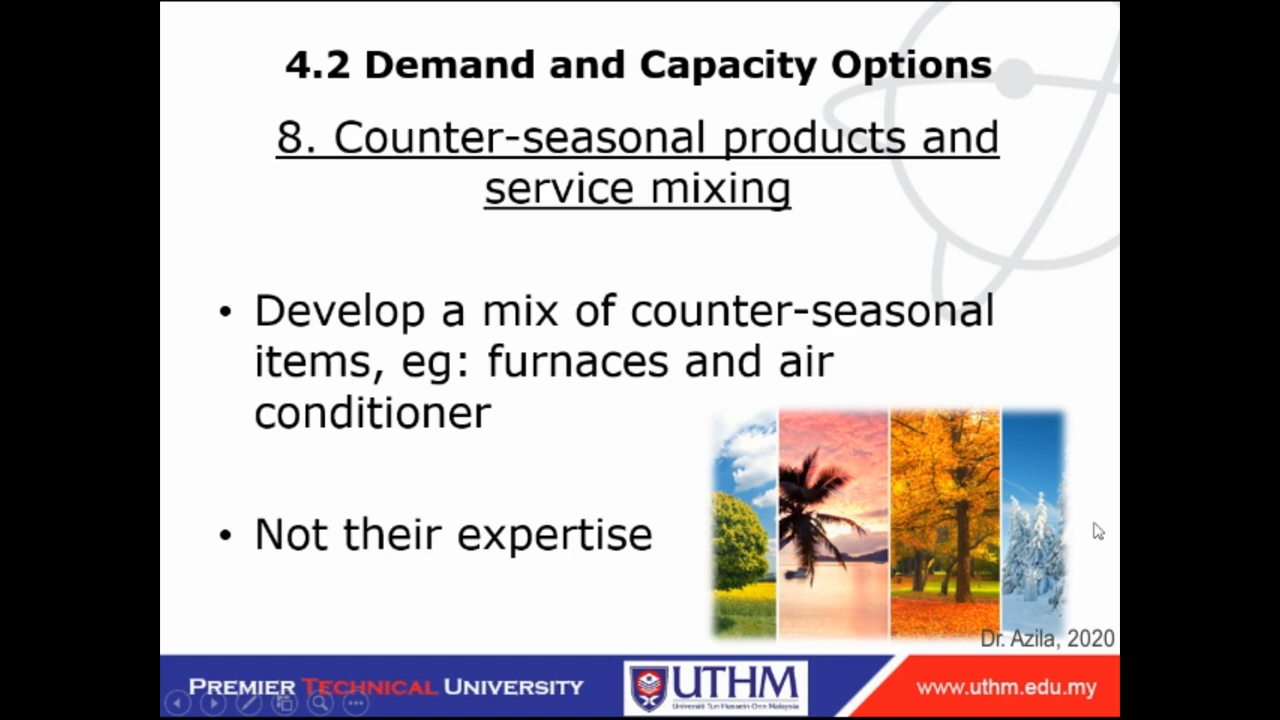 4.2 Demand and Capacity Options
8. Counter-seasonal products and
service mixing
• Develop a mix of counter-seasonal
items, eg: furnaces and air
conditioner
• Not their expertise
Dr. Azila, 2020
PREMIER TECHNICAL UNIVERSITY
UTHM
Universiti Tun Hussein Onn Malaysia
www.uthm.edu.my